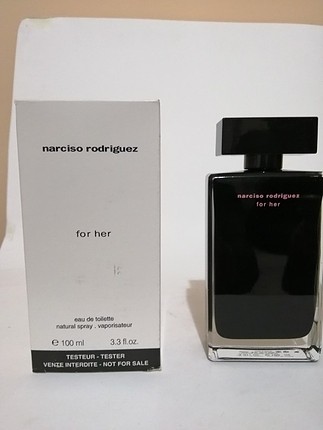 narciso rodriguez
for her
eau de toilette
natural spray . vaporisateur
e 100 ml 3.3 fl.oz.
TESTEUR - TESTER
VENTE INTERDITE - NOT FOR SALE
narciso rodriguez
for her